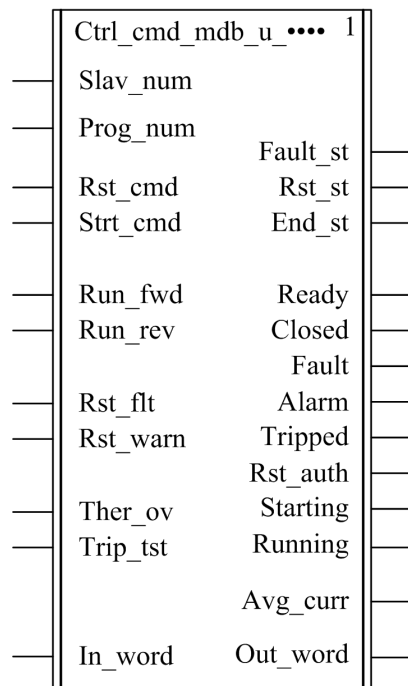 Ctrl_cmd_mdb_u_•••• 1
Slav_num
Prog_num
Fault_st
Rst_cmd Rst_st
Strt_cmd End_st
Run_fwd Ready
Run_rev Closed
Fault
Rst_flt Alarm
Rst_warn Tripped
Rst_auth
Ther_ov Starting
Trip_tst Running
Avg_curr
In_word Out_word